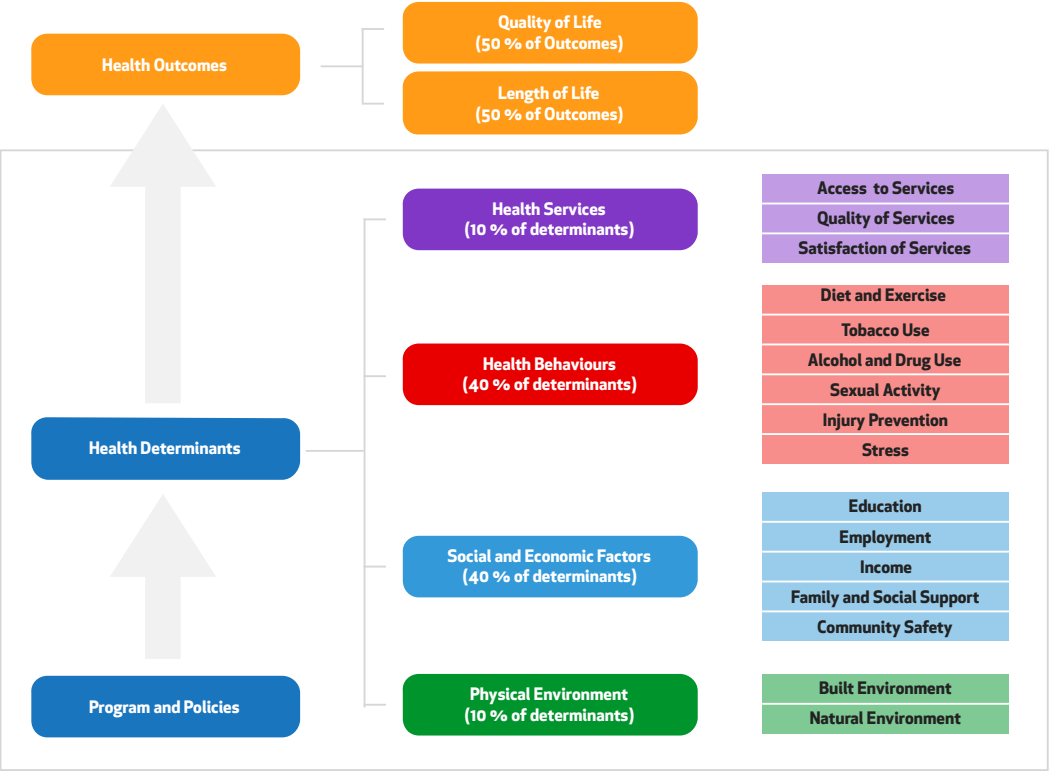 Health Outcomes
Quality of Life
(50 % of Outcomes)
Length of Life
(50 % of Outcomes)
Health Services
(10 % of determinants)
Access to Services
Quality of Services
Satisfaction of Services
Health Behaviours
(40 % of determinants)
Diet and Exercise
Tobacco Use
Alcohol and Drug Use
Sexual Activity
Injury Prevention
Stress
Health Determinants
Social and Economic Factors
(40 % of determinants)
Education
Employment
Income
Family and Social Support
Community Safety
Program and Policies
Physical Environment
(10 % of determinants)
Built Environment
Natural Environment